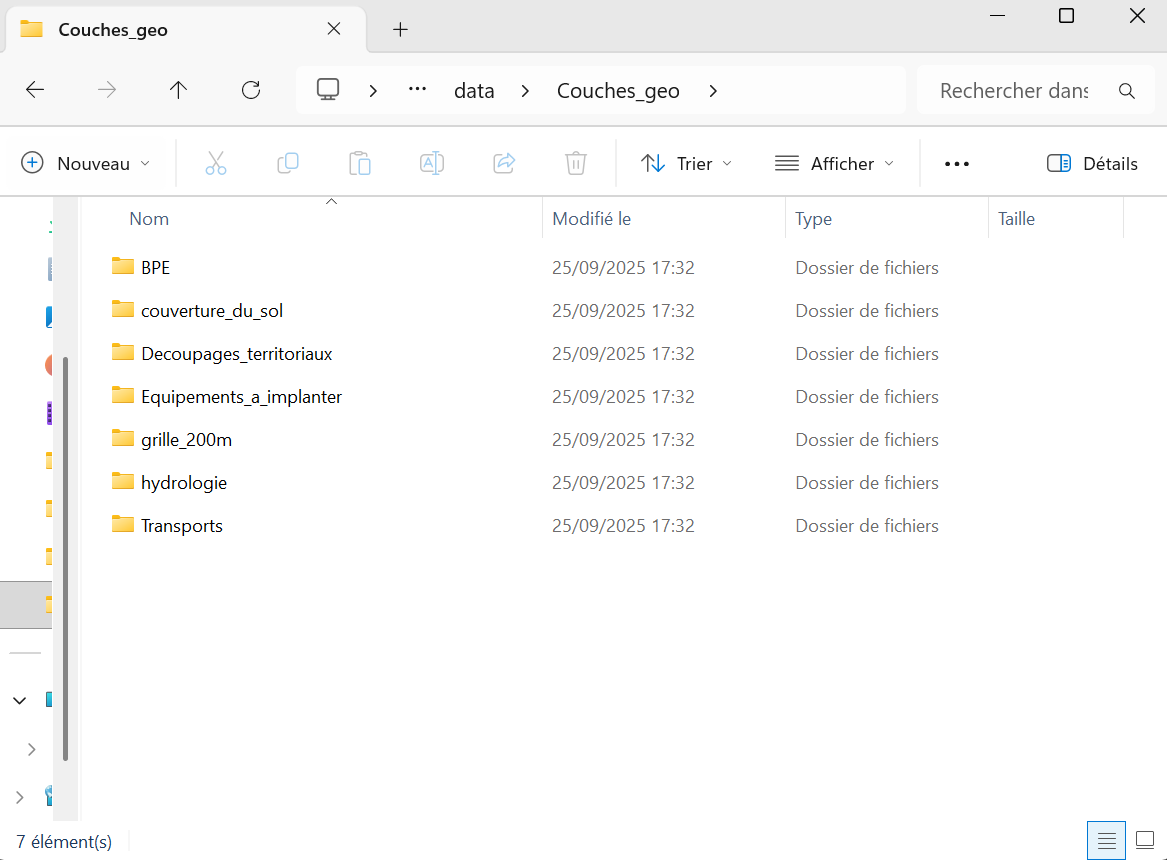 Couches_geo
data Couches_geo Rechercher dans
Nouveau Trier Afficher Détails
Nom Modifié le Type Taille
BPE 25/09/2025 17:32 Dossier de fichiers
couverture_du_sol 25/09/2025 17:32 Dossier de fichiers
Decoupages_territoriaux 25/09/2025 17:32 Dossier de fichiers
Equipements_a_implanter 25/09/2025 17:32 Dossier de fichiers
grille_200m 25/09/2025 17:32 Dossier de fichiers
hydrologie 25/09/2025 17:32 Dossier de fichiers
Transports 25/09/2025 17:32 Dossier de fichiers
7 élément(s)